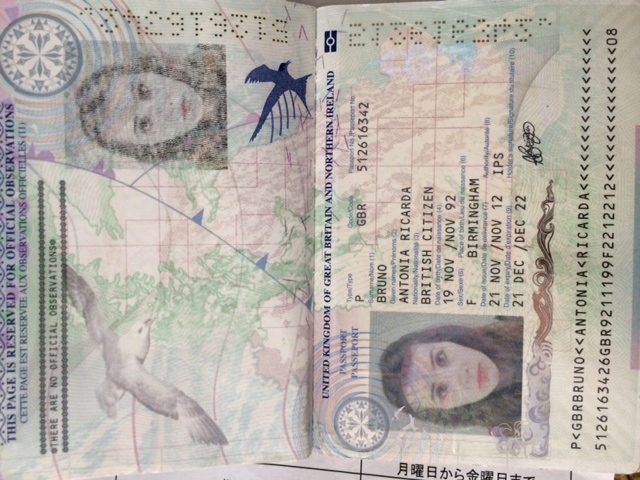 THIS PAGE IS RESERVED FOR OFFICIAL OBSERVATIONS
CETTE PAGE EST RESERVEE AUX OBSERVATIONS OFFICIELLES (11)
THERE ARE NO OFFICIAL OBSERVATIONS
UNITED KINGDOM OF GREAT BRITAIN AND NORTHERN IRELAND
PASSPORT
PASSEPORT
Type/Type Code/Code Passport No./Passeport No.
P GBR 512616342
Surname/Nom (1)
BRUNO
Given names/Prénoms (2)
ANTONIA RICARDA
Nationality/Nationalité (3)
BRITISH CITIZEN
Date of birth/Date de naissance (4)
19 NOV /NOV 92
Sex/Sexe (5) Place of birth/Lieu de naissance (6)
F BIRMINGHAM
Date of issue/Date de délivrance (7) Authority/Autorité (8)
21 NOV /NOV 12 IPS
Date of expiry/Date d'expiration (9) Holder's signature/Signature du titulaire (10)
21 DEC /DEC 22
P<GBRBRUNO<<ANTONIA<RICARDA<<<<<<<<<<<<<<<<<
5126163426GBR9211199F2212212<<<<<<<<<<<<<<08
月曜日から金曜日まで